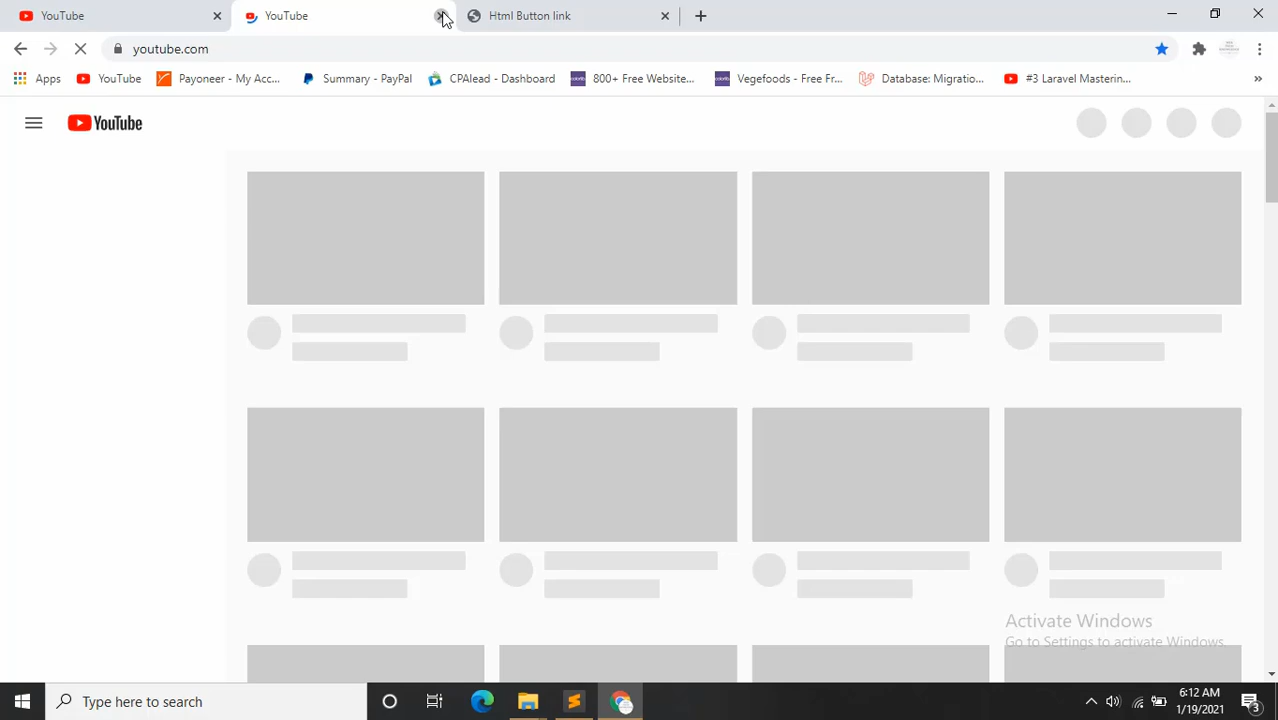 YouTube
YouTube
Html Button link
youtube.com
Apps
YouTube
Payoneer - My Acc...
Summary - PayPal
CPAlead - Dashboard
800+ Free Website...
Vegefoods - Free Fr...
Database: Migratio...
#3 Laravel Masterin...
YouTube
Activate Windows
Go to Settings to activate Windows.
Type here to search
6:12 AM
1/19/2021
3